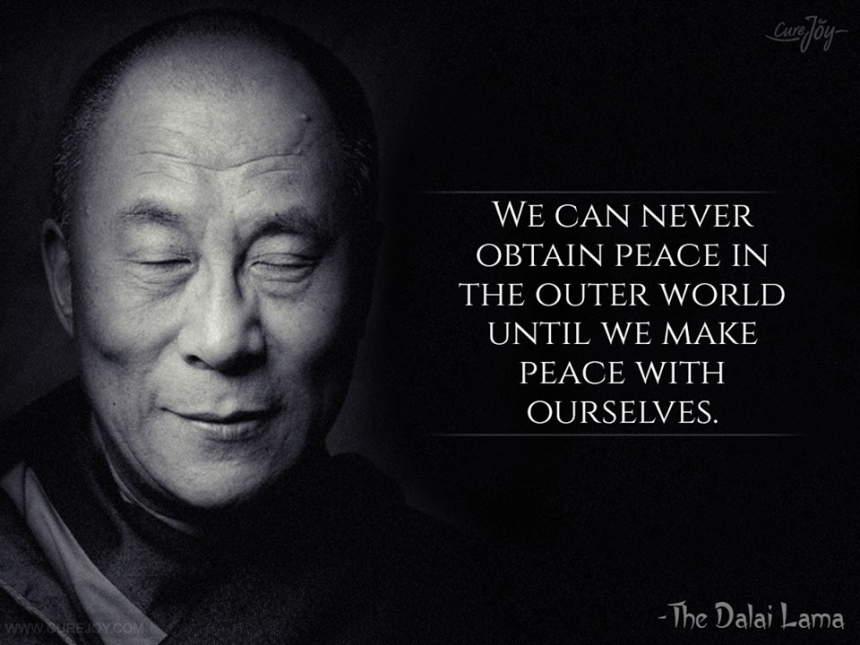 Cure Joy
We can never
obtain peace in
the outer world
until we make
peace with
ourselves.
-The Dalai Lama
WWW.CUREJOY.COM